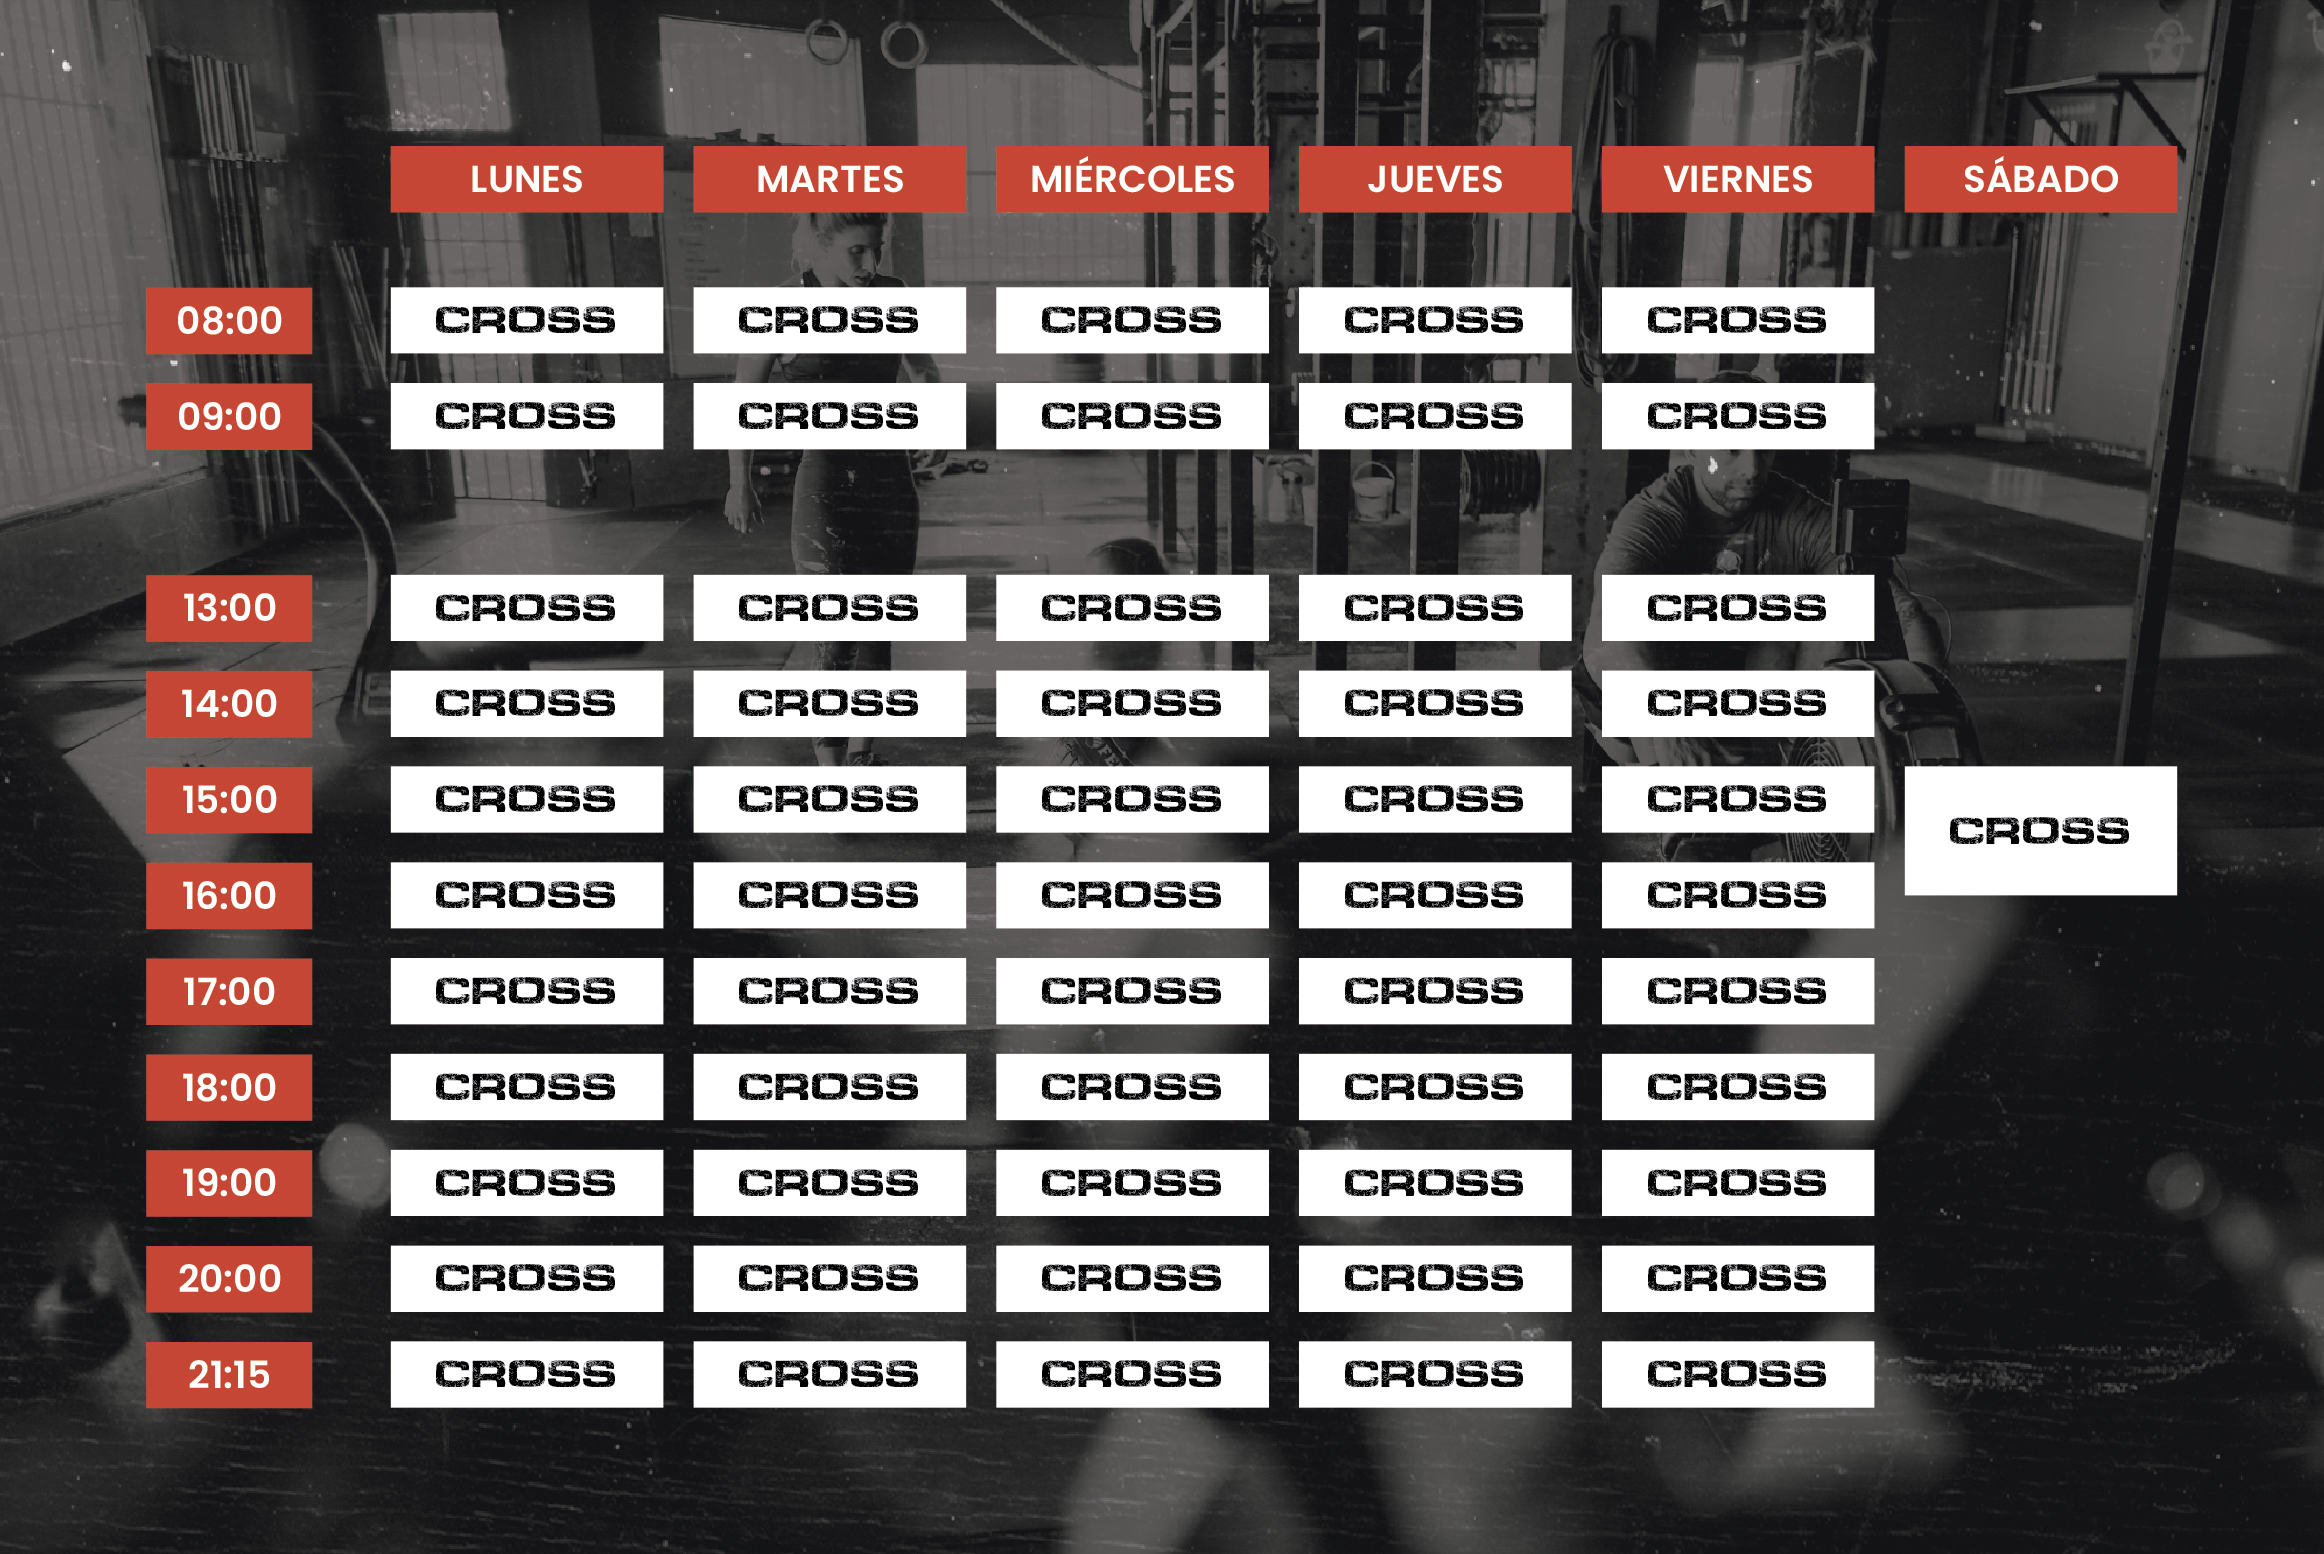 LUNES MARTES MIÉRCOLES JUEVES VIERNES SÁBADO
08:00 CROSS CROSS CROSS CROSS CROSS
09:00 CROSS CROSS CROSS CROSS CROSS
13:00 CROSS CROSS CROSS CROSS CROSS
14:00 CROSS CROSS CROSS CROSS CROSS
15:00 CROSS CROSS CROSS CROSS CROSS
CROSS
16:00 CROSS CROSS CROSS CROSS CROSS
17:00 CROSS CROSS CROSS CROSS CROSS
18:00 CROSS CROSS CROSS CROSS CROSS
19:00 CROSS CROSS CROSS CROSS CROSS
20:00 CROSS CROSS CROSS CROSS CROSS
21:15 CROSS CROSS CROSS CROSS CROSS